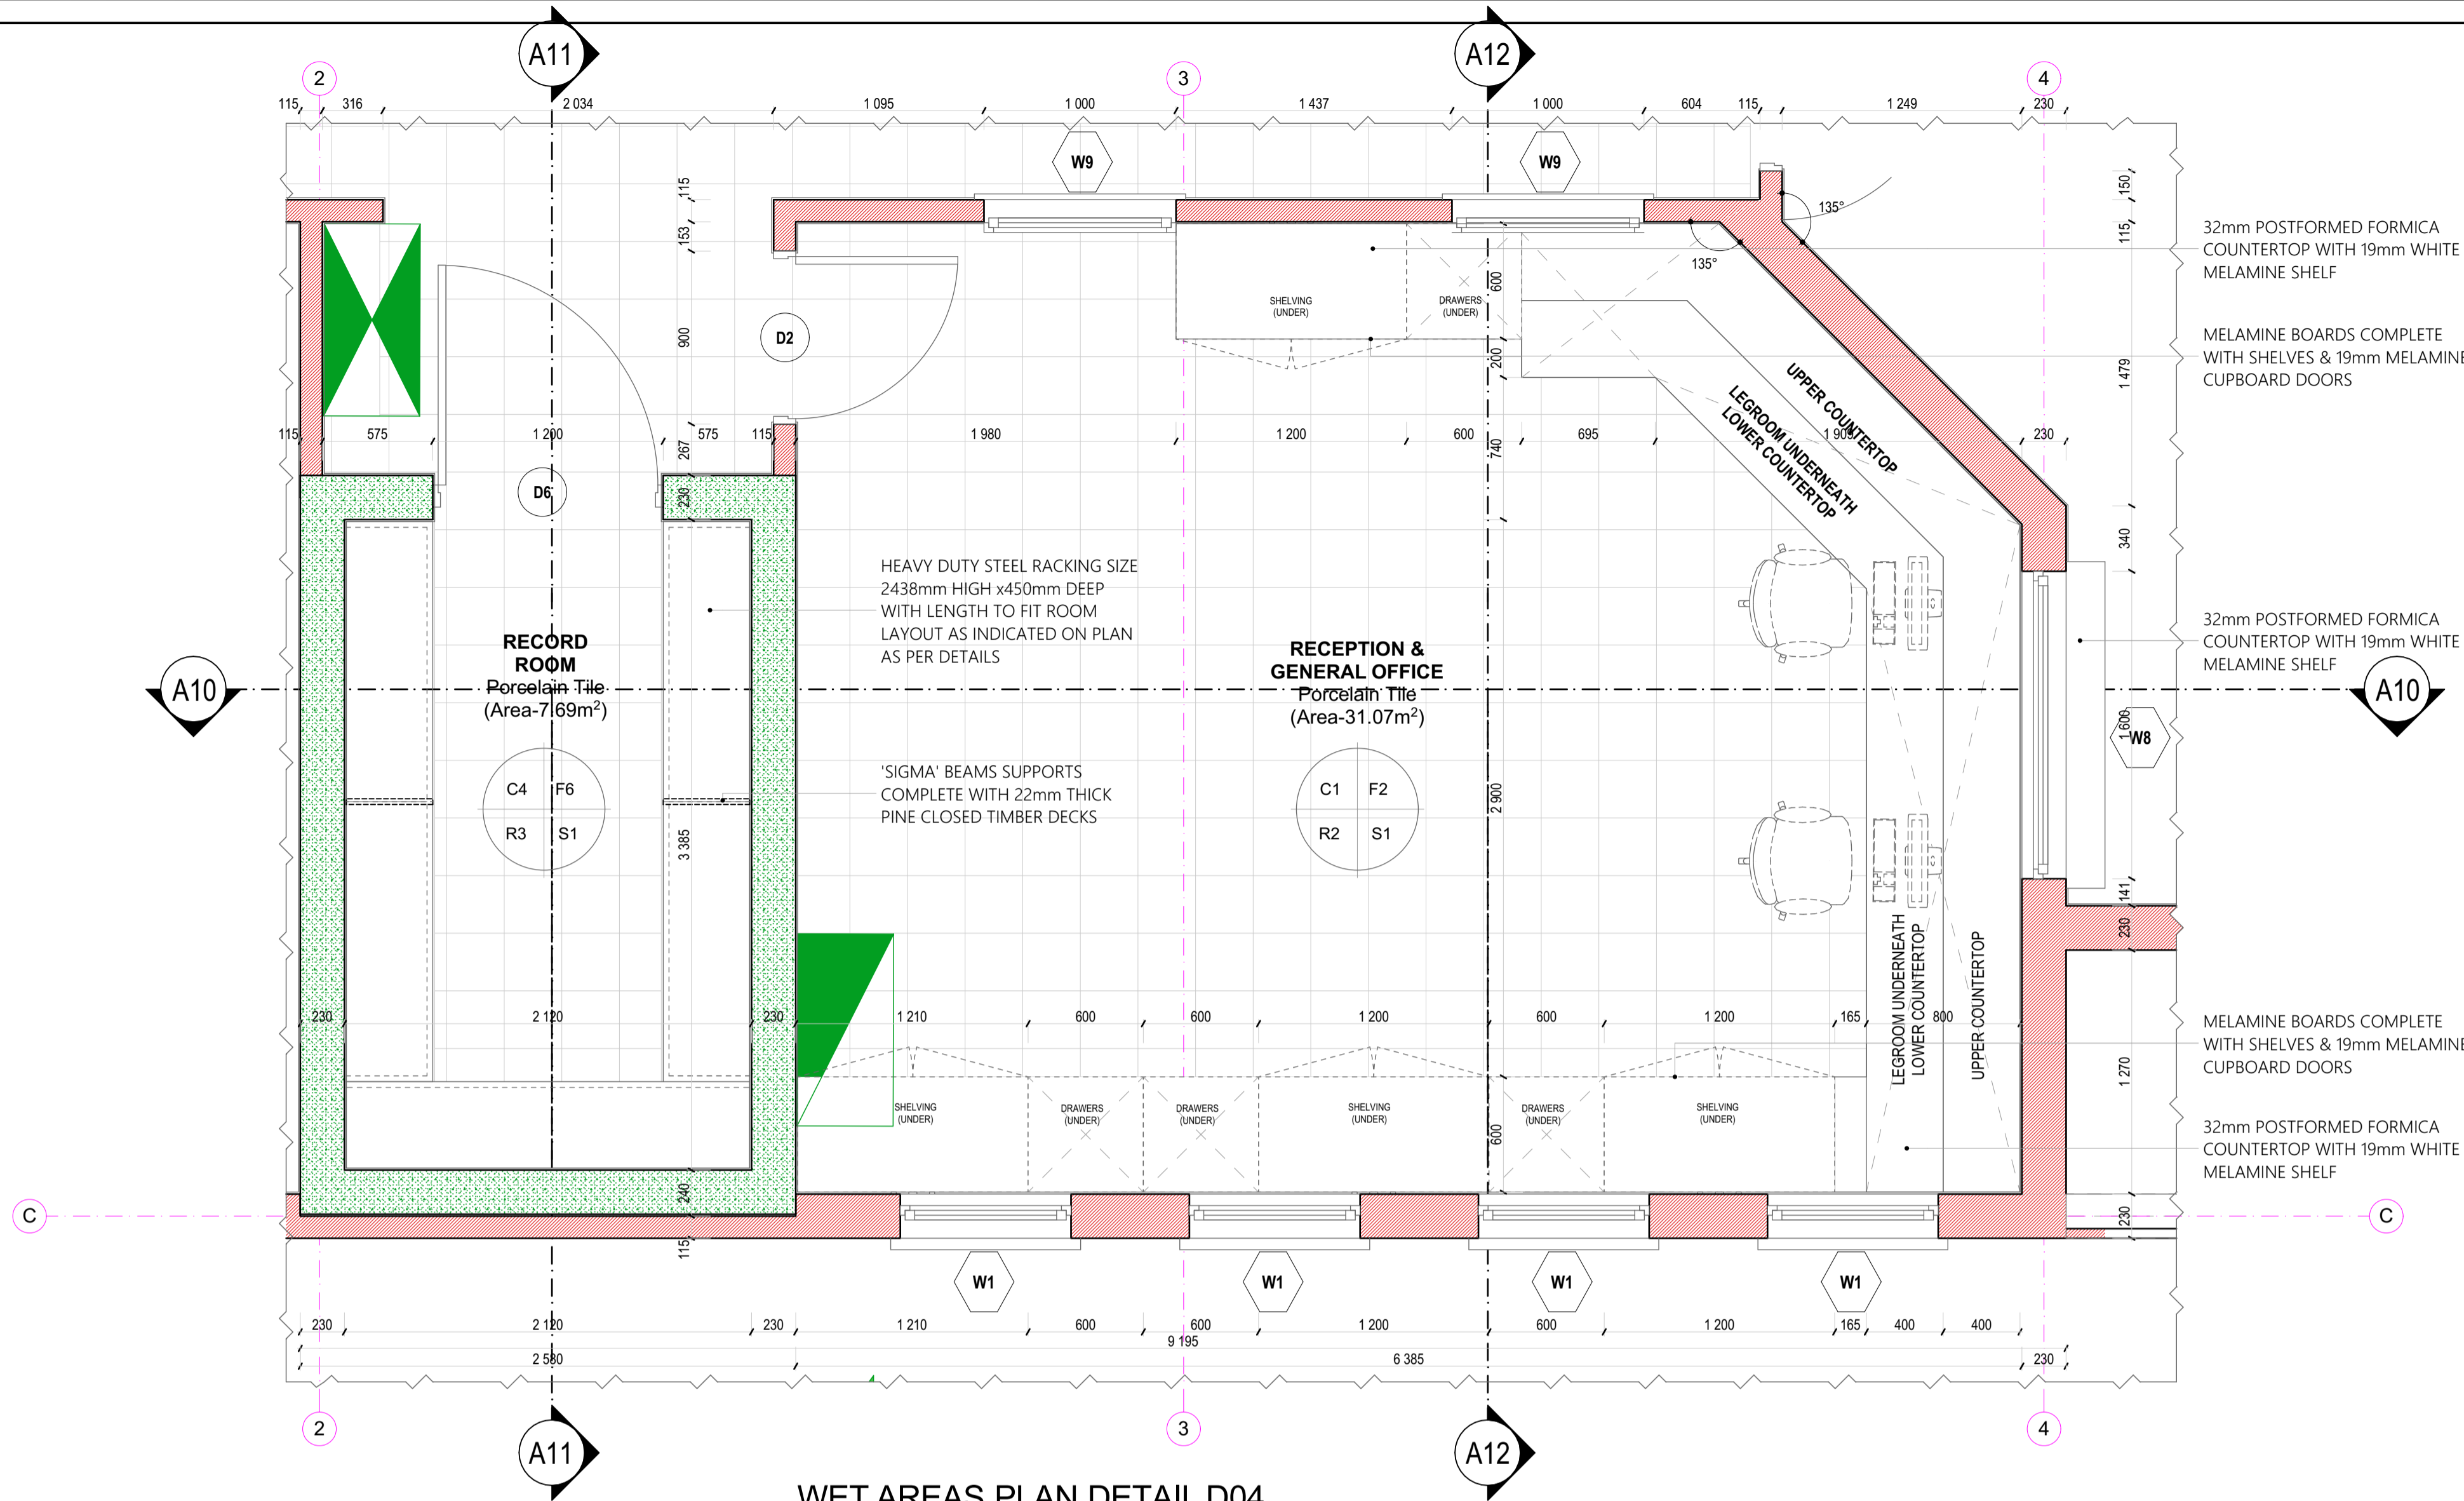 A11
A12
2
3
4
115 316 2 034 1 095 1 000 1 437 1 000 604 115 1 249 230
W9
W9
135°
135°
115
153
900
267
230
3 385
240
115
600
200
740
2 900
600
150
115
1 479
340
1 600
141
230
1 270
230
32mm POSTFORMED FORMICA
COUNTERTOP WITH 19mm WHITE
MELAMINE SHELF
MELAMINE BOARDS COMPLETE
WITH SHELVES & 19mm MELAMINE
CUPBOARD DOORS
SHELVING
(UNDER)
DRAWERS
(UNDER)
D2
D6
UPPER COUNTERTOP
LEGROOM UNDERNEATH
LOWER COUNTERTOP
115 575 1 200 575 115 1 980 1 200 600 695 1 905 230
HEAVY DUTY STEEL RACKING SIZE
2438mm HIGH x450mm DEEP
WITH LENGTH TO FIT ROOM
LAYOUT AS INDICATED ON PLAN
AS PER DETAILS
RECORD
ROOM
Porcelain Tile
(Area-7.69m²)
C4 F6
R3 S1
RECEPTION &
GENERAL OFFICE
Porcelain Tile
(Area-31.07m²)
C1 F2
R2 S1
32mm POSTFORMED FORMICA
COUNTERTOP WITH 19mm WHITE
MELAMINE SHELF
A10
A10
W8
'SIGMA' BEAMS SUPPORTS
COMPLETE WITH 22mm THICK
PINE CLOSED TIMBER DECKS
LEGROOM UNDERNEATH
LOWER COUNTERTOP
UPPER COUNTERTOP
230 2 120 230 1 210 600 600 1 200 600 1 200 165 800
MELAMINE BOARDS COMPLETE
WITH SHELVES & 19mm MELAMINE
CUPBOARD DOORS
SHELVING
(UNDER)
DRAWERS
(UNDER)
DRAWERS
(UNDER)
SHELVING
(UNDER)
DRAWERS
(UNDER)
SHELVING
(UNDER)
32mm POSTFORMED FORMICA
COUNTERTOP WITH 19mm WHITE
MELAMINE SHELF
C
C
W1
W1
W1
W1
230 2 120 230 1 210 600 600 1 200 600 1 200 165 400 400
9 195
2 580 6 385 230
2
3
4
A11
A12
WET AREAS PLAN DETAIL D04